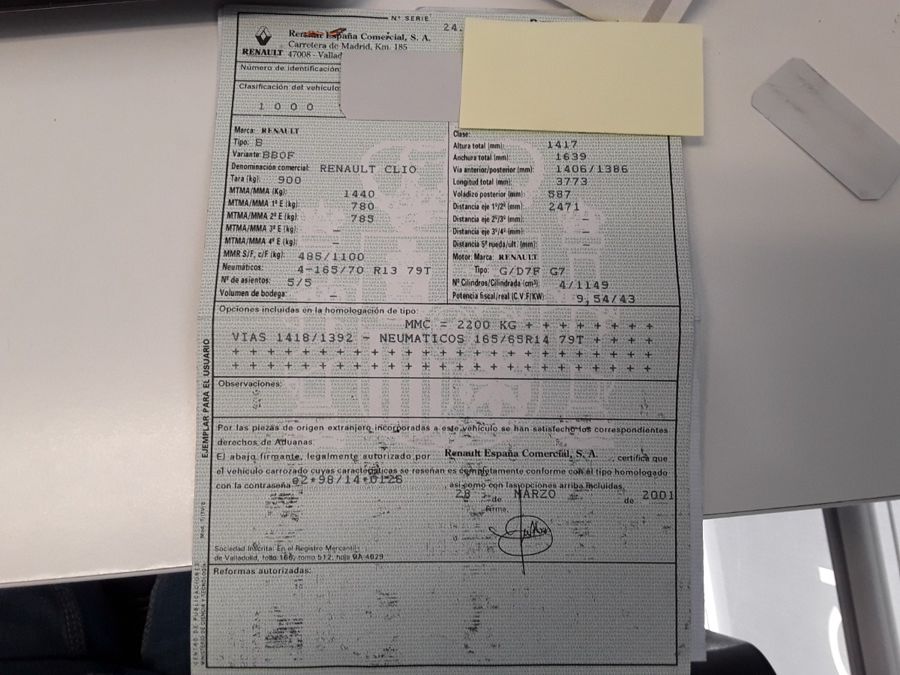 Nº SERIE
24.
RENAULT
Renault España Comercial, S. A.
Carretera de Madrid, Km. 185
47008 - Vallad
Número de identificación
Clasificación del vehículo
1000
Marca: RENAULT
Tipo: B
Variante: BB0F
Denominación comercial: RENAULT CLIO
Tara (kg): 900
MTMA/MMA (Kg): 1440
MTMA/MMA 1º E (kg): 780
MTMA/MMA 2º E (kg): 785
MTMA/MMA 3º E (kg): –
MTMA/MMA 4º E (kg): –
MMR S/F, c/F (kg): 485/1100
Neumáticos: 4-165/70 R13 79T
Nº de asientos: 5/5
Volumen de bodega: –
Clase:
Altura total (mm): 1417
Anchura total (mm): 1639
Vía anterior/posterior (mm): 1406/1386
Longitud total (mm): 3773
Voladizo posterior (mm): 587
Distancia eje 1º/2º (mm): 2471
Distancia eje 2º/3º (mm): –
Distancia eje 3º/4º (mm): –
Distancia 5ª rueda/ult. (mm): –
Motor: Marca: RENAULT
Tipo: G/D7F G7
Nº Cilindros/Cilindrada (cm³) 4/1149
Potencia fiscal/real (C.V.F/KW): 9,54/43
Opciones incluidas en la homologación de tipo:
MMC = 2200 KG + + + + + + + +
VIAS 1418/1392 - NEUMATICOS 165/65R14 79T + + + +
+ + + + + + + + + + + + + + + + + + + + + + + +
+ + + + + + + + + + + + + + + + + + + + + + + +
Observaciones:
Por las piezas de origen extranjero incorporadas a este vehículo se han satisfecho los correspondientes
derechos de Aduanas.
El abajo firmante, legalmente autorizado por Renault España Comercial, S. A. certifica que
el vehículo carrozado cuyas características se reseñan es completamente conforme con el tipo homologado
con la contraseña e2*98/14*0126 , así como con las opciones arriba incluidas.
28 de MARZO de 2001
Firma,
Sociedad Inscrita: En el Registro Mercantil
de Valladolid, folio 166, tomo 512, hoja VA 4629
Reformas autorizadas:
EJEMPLAR PARA EL USUARIO